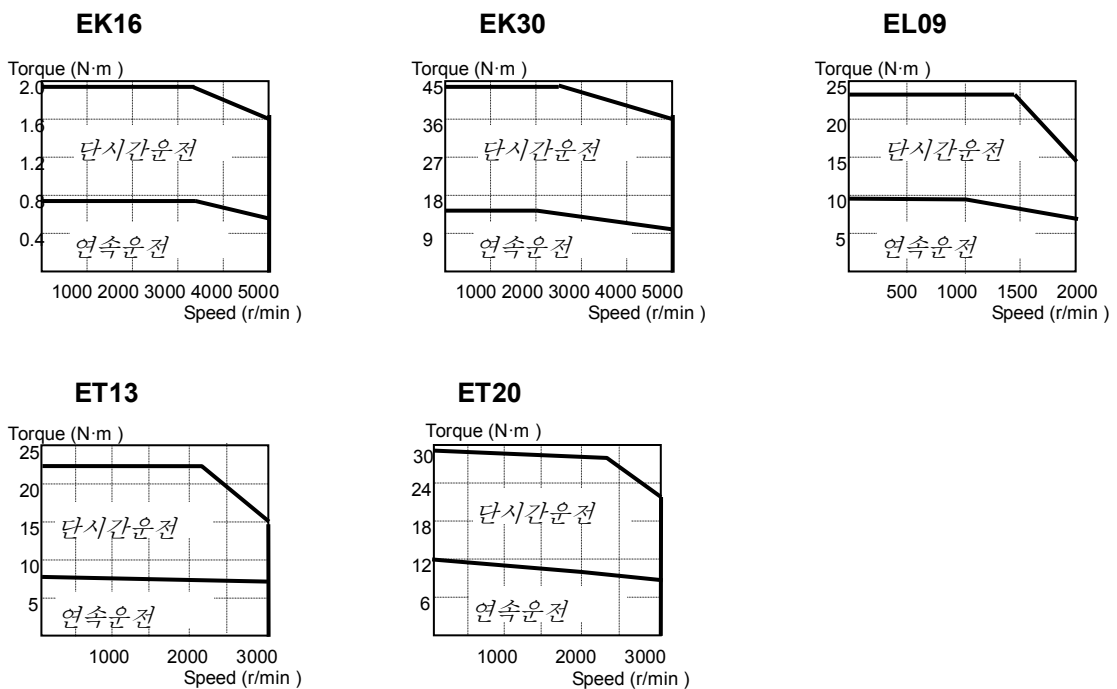 EK16
Torque (N·m )
2.0
1.6
1.2
0.8
0.4
단시간운전
연속운전
1000 2000 3000 4000 5000
Speed (r/min )
EK30
Torque (N·m )
45
36
27
18
9
단시간운전
연속운전
1000 2000 3000 4000 5000
Speed (r/min )
EL09
Torque (N·m )
25
20
15
10
5
단시간운전
연속운전
500 1000 1500 2000
Speed (r/min )
ET13
Torque (N·m )
25
20
15
10
5
단시간운전
연속운전
1000 2000 3000
Speed (r/min )
ET20
Torque (N·m )
30
24
18
12
6
단시간운전
연속운전
1000 2000 3000
Speed (r/min )